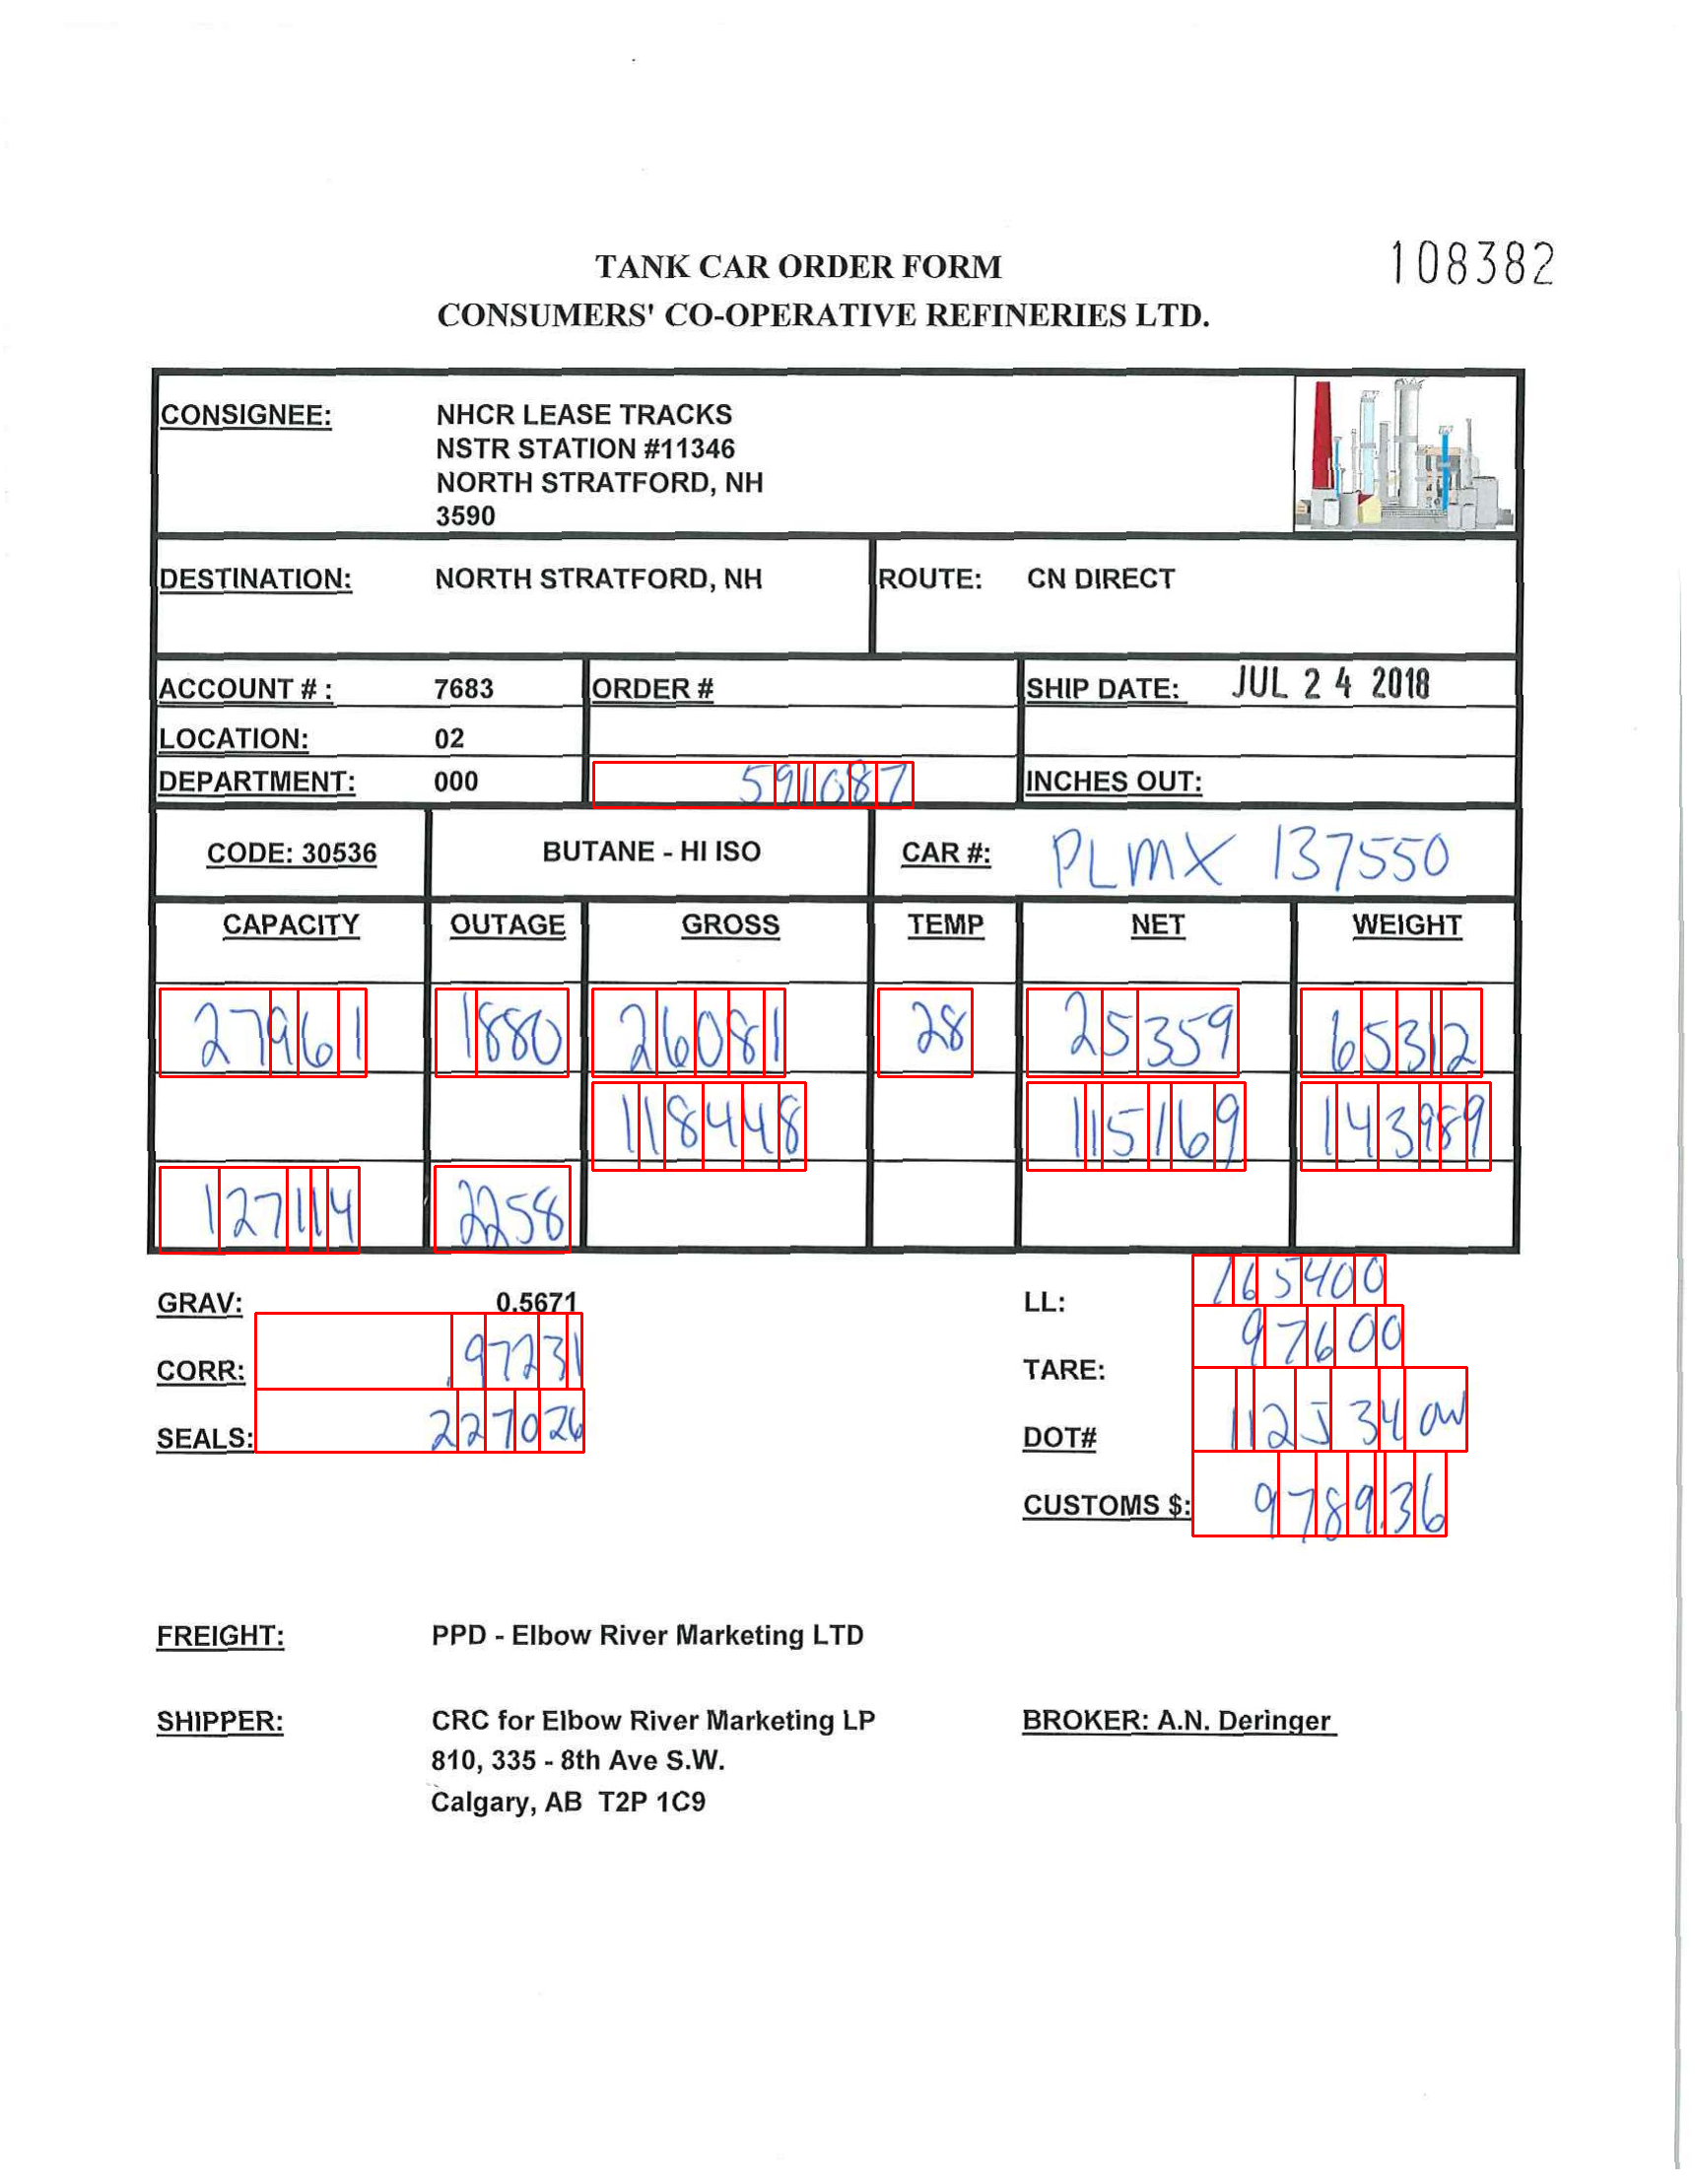 108382
TANK CAR ORDER FORM
CONSUMERS' CO-OPERATIVE REFINERIES LTD.
CONSIGNEE: NHCR LEASE TRACKS
NSTR STATION #11346
NORTH STRATFORD, NH
3590
DESTINATION: NORTH STRATFORD, NH ROUTE: CN DIRECT
ACCOUNT # : 7683 ORDER # SHIP DATE: JUL 24 2018
LOCATION: 02
DEPARTMENT: 000 591087 INCHES OUT:
CODE: 30536 BUTANE - HI ISO CAR #: PLMX 137550
CAPACITY OUTAGE GROSS TEMP NET WEIGHT
27961 1880 26081 28 25359 65312
118448 115169 143989
127114 2258
165400
GRAV: 0.5671 LL:
97600
CORR: .97231 TARE:
SEALS: 227026 DOT# 112J340W
CUSTOMS $: 9789.36
FREIGHT: PPD - Elbow River Marketing LTD
SHIPPER: CRC for Elbow River Marketing LP BROKER: A.N. Deringer
810, 335 - 8th Ave S.W.
Calgary, AB T2P 1C9